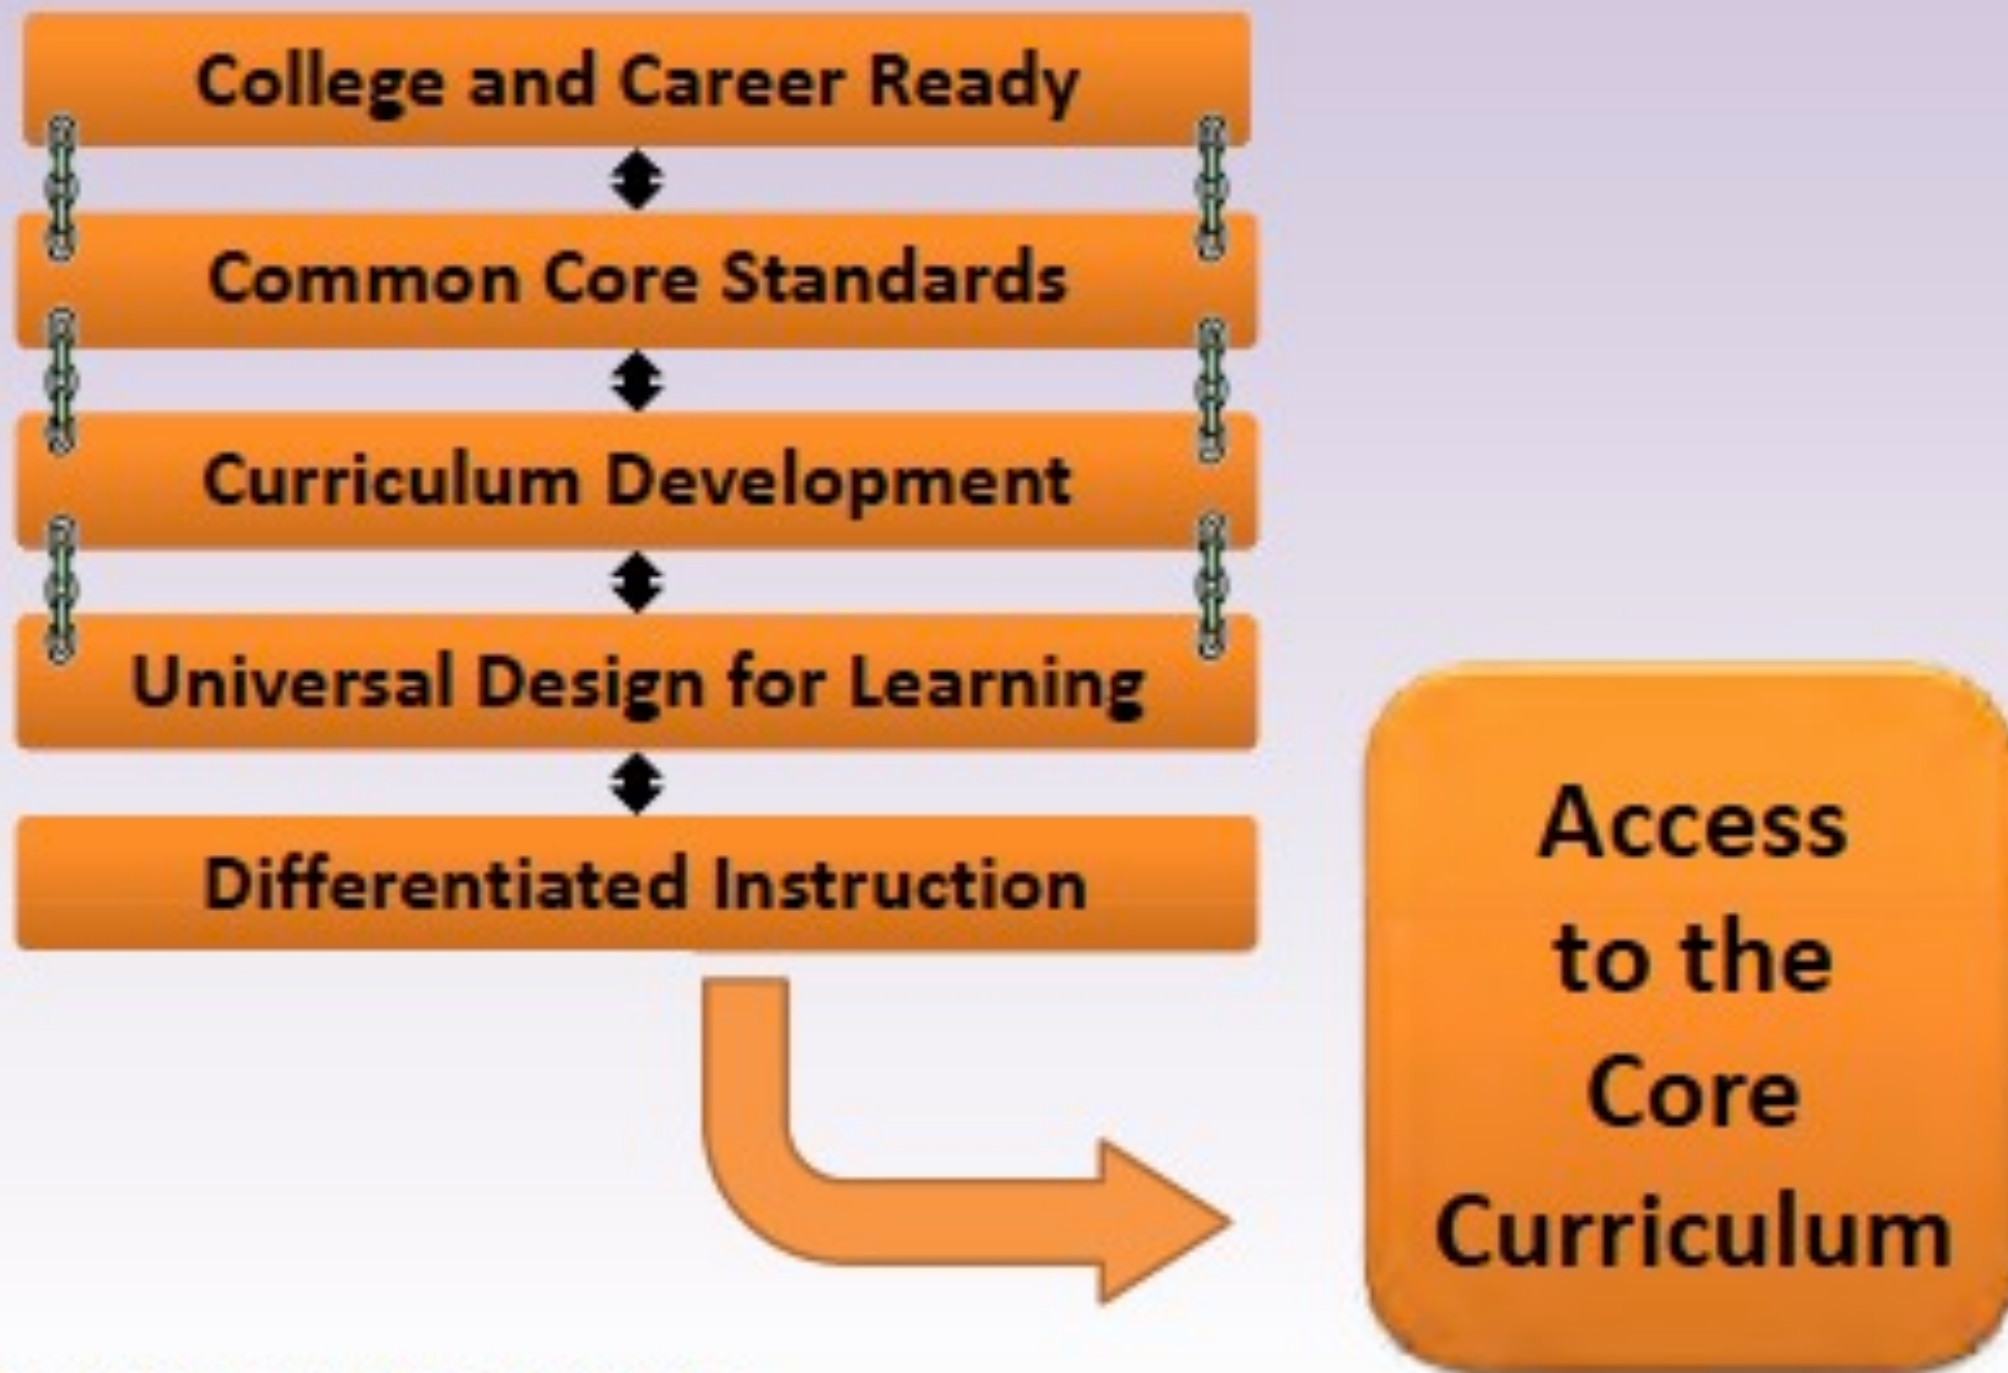 College and Career Ready
Common Core Standards
Curriculum Development
Universal Design for Learning
Differentiated Instruction
Access
to the
Core
Curriculum